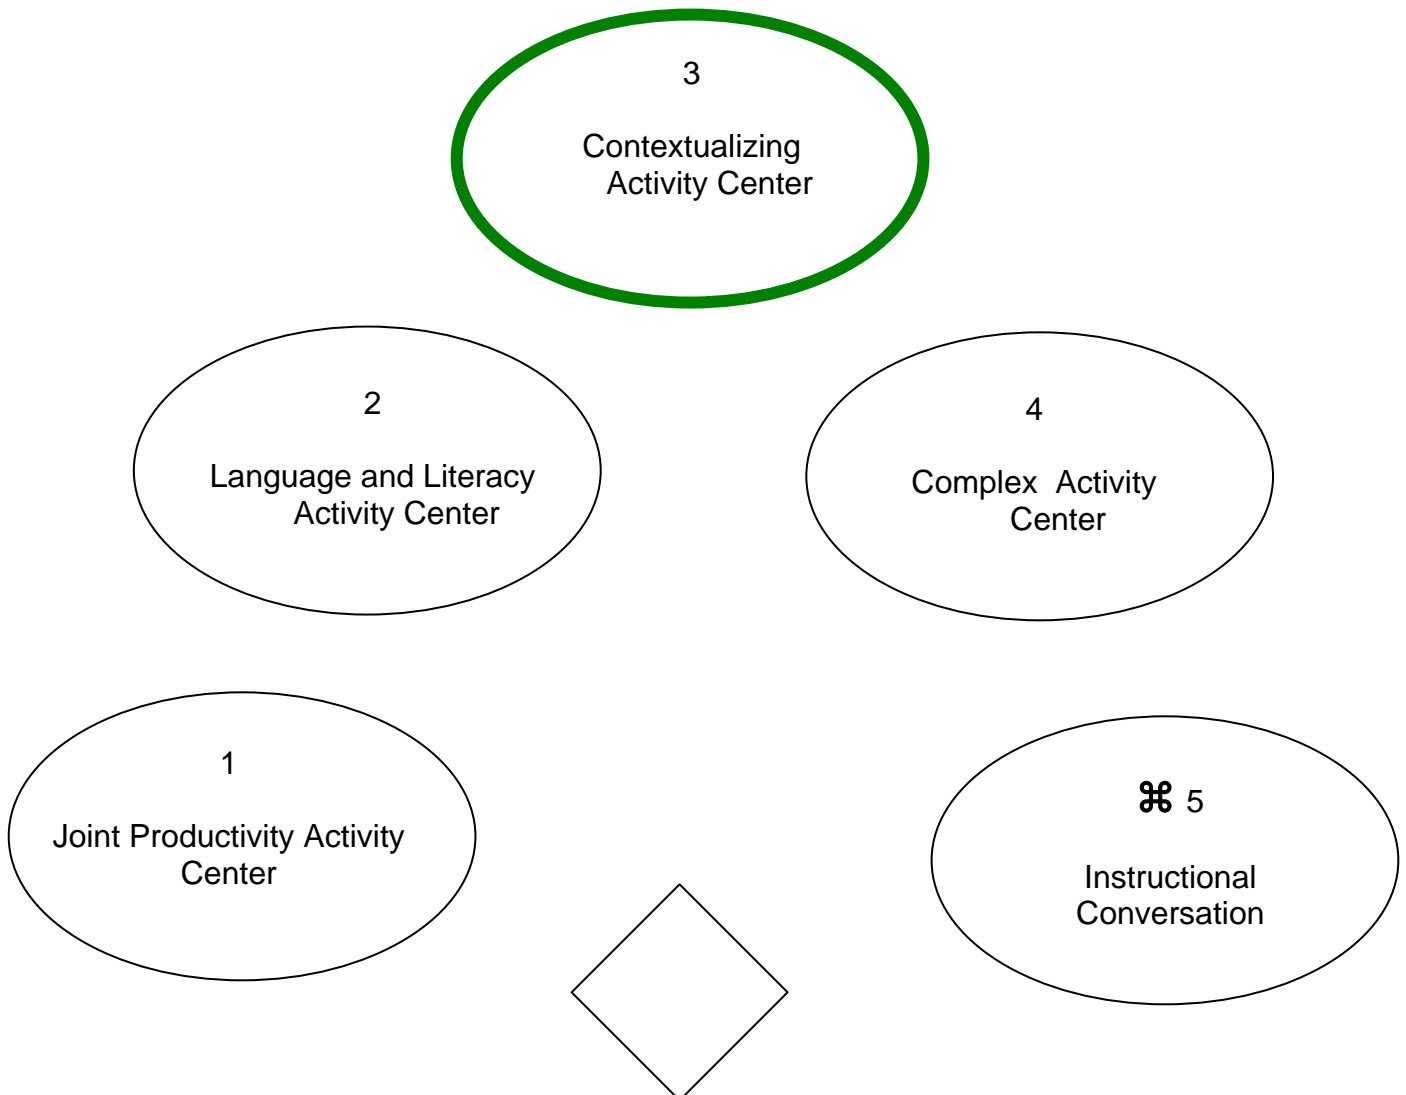 3
Contextualizing
Activity Center
2
Language and Literacy
Activity Center
4
Complex  Activity
Center
1
Joint Productivity Activity
Center
⌘ 5
Instructional
Conversation